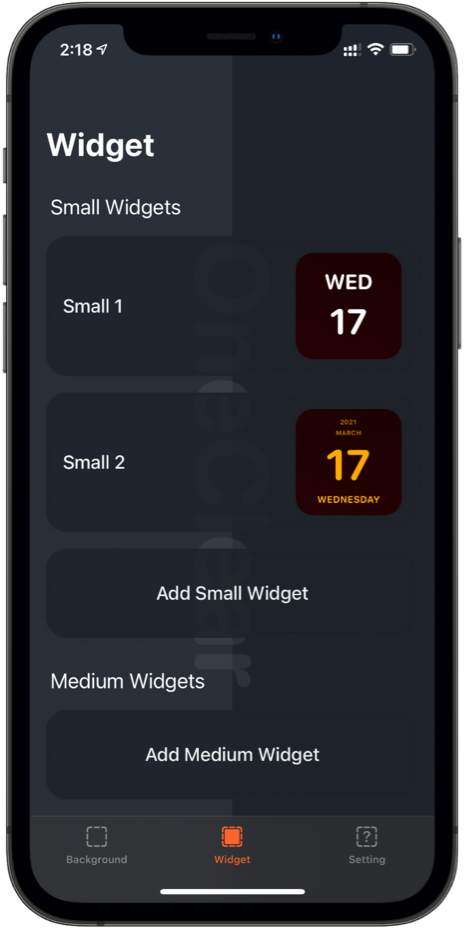 2:18
Widget
Small Widgets
OneClear
Small 1
WED
17
Small 2
2021
MARCH
17
WEDNESDAY
Add Small Widget
Medium Widgets
Add Medium Widget
Background
Widget
?
Setting